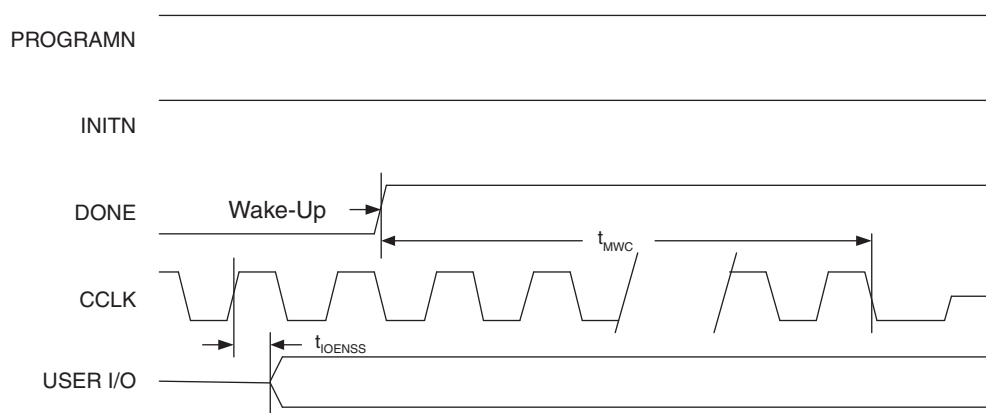 PROGRAMN
INITN
DONE
Wake-Up
tMWC
CCLK
tIOENSS
USER I/O